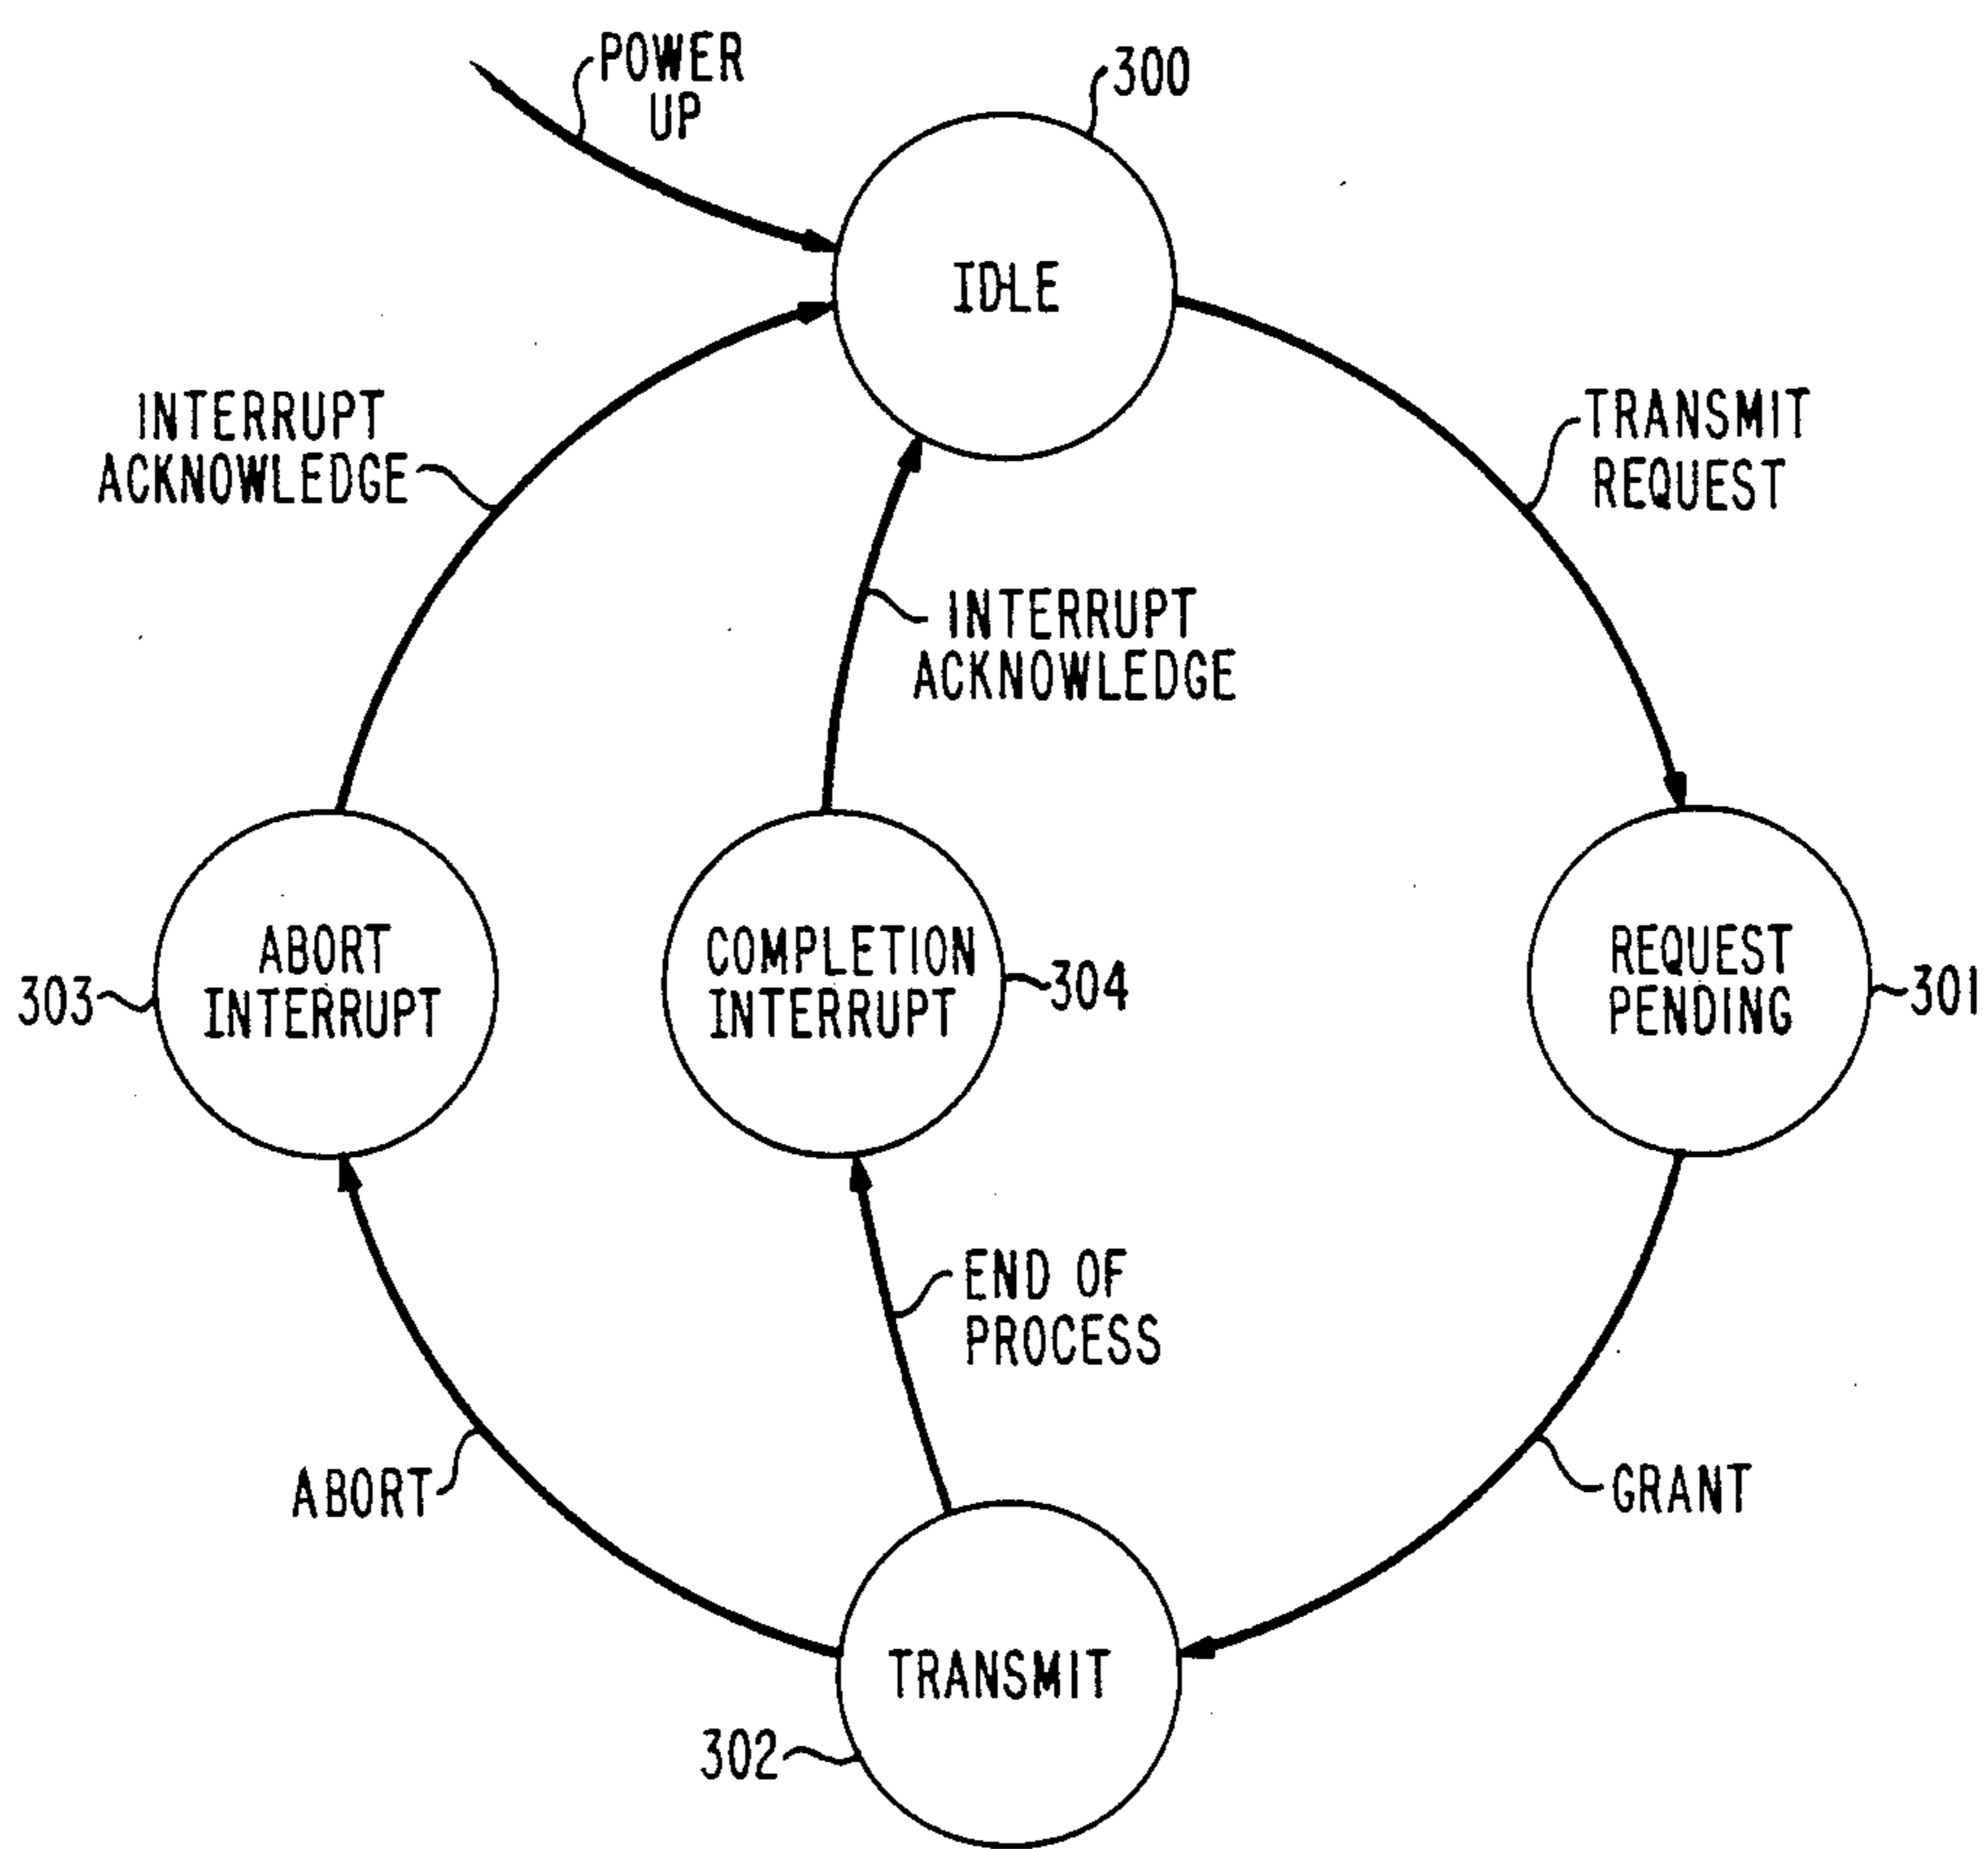 POWER
UP
300
IDLE
INTERRUPT
ACKNOWLEDGE
TRANSMIT
REQUEST
INTERRUPT
ACKNOWLEDGE
ABORT
INTERRUPT
303
COMPLETION
INTERRUPT
304
REQUEST
PENDING
301
END OF
PROCESS
ABORT
GRANT
TRANSMIT
302